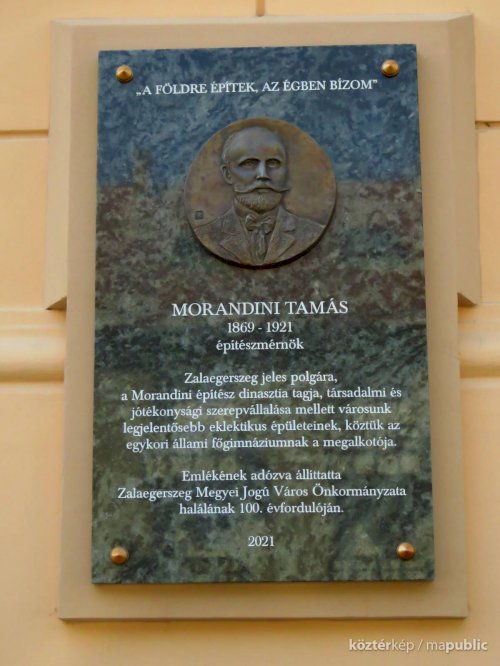 „A FÖLDRE ÉPÍTEK, AZ ÉGBEN BÍZOM”
MORANDINI TAMÁS
1869 - 1921
építészmérnök
Zalaegerszeg jeles polgára,
a Morandini építész dinasztia tagja, társadalmi és
jótékonysági szerepvállalása mellett városunk
legjelentősebb eklektikus épületeinek, köztük az
egykori állami főgimnáziumnak a megalkotója.
Emlékének adózva állíttatta
Zalaegerszeg Megyei Jogú Város Önkormányzata
halálának 100. évfordulóján.
2021
köztérkép / mapublic